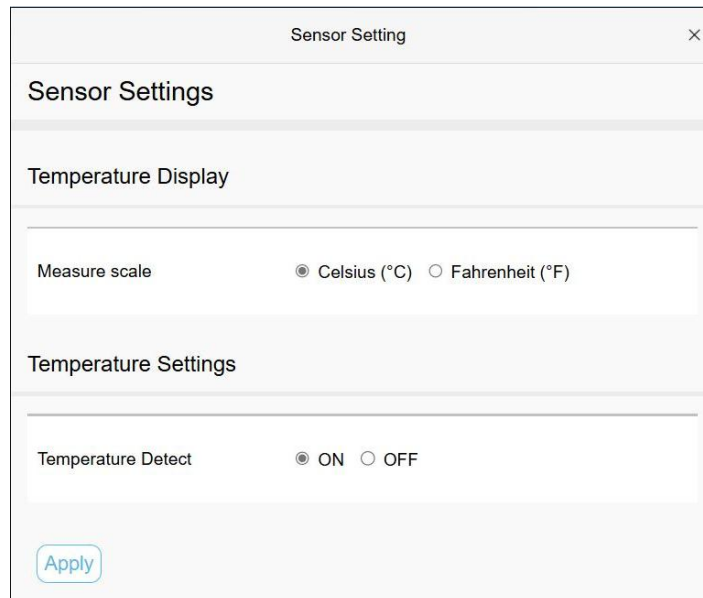 Sensor Setting
Sensor Settings
Temperature Display
Measure scale Celsius (°C) Fahrenheit (°F)
Temperature Settings
Temperature Detect ON OFF
Apply